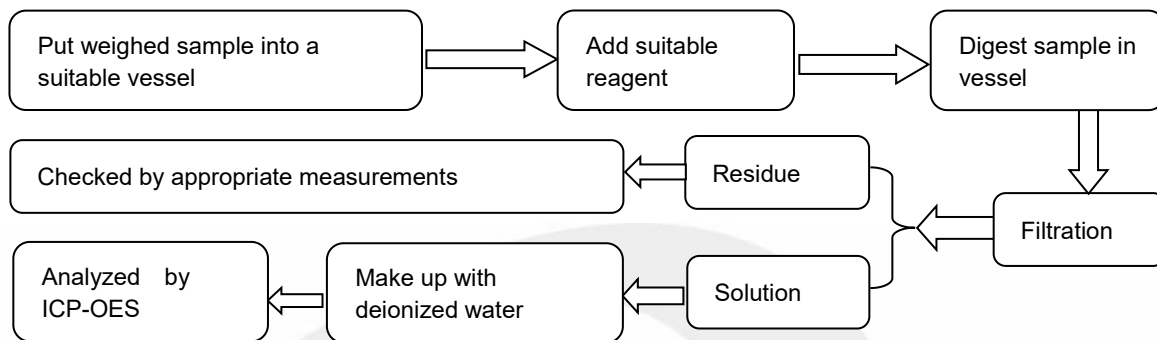 Put weighed sample into a
suitable vessel
Add suitable
reagent
Digest sample in
vessel
Checked by appropriate measurements
Residue
Filtration
Analyzed by
ICP-OES
Make up with
deionized water
Solution